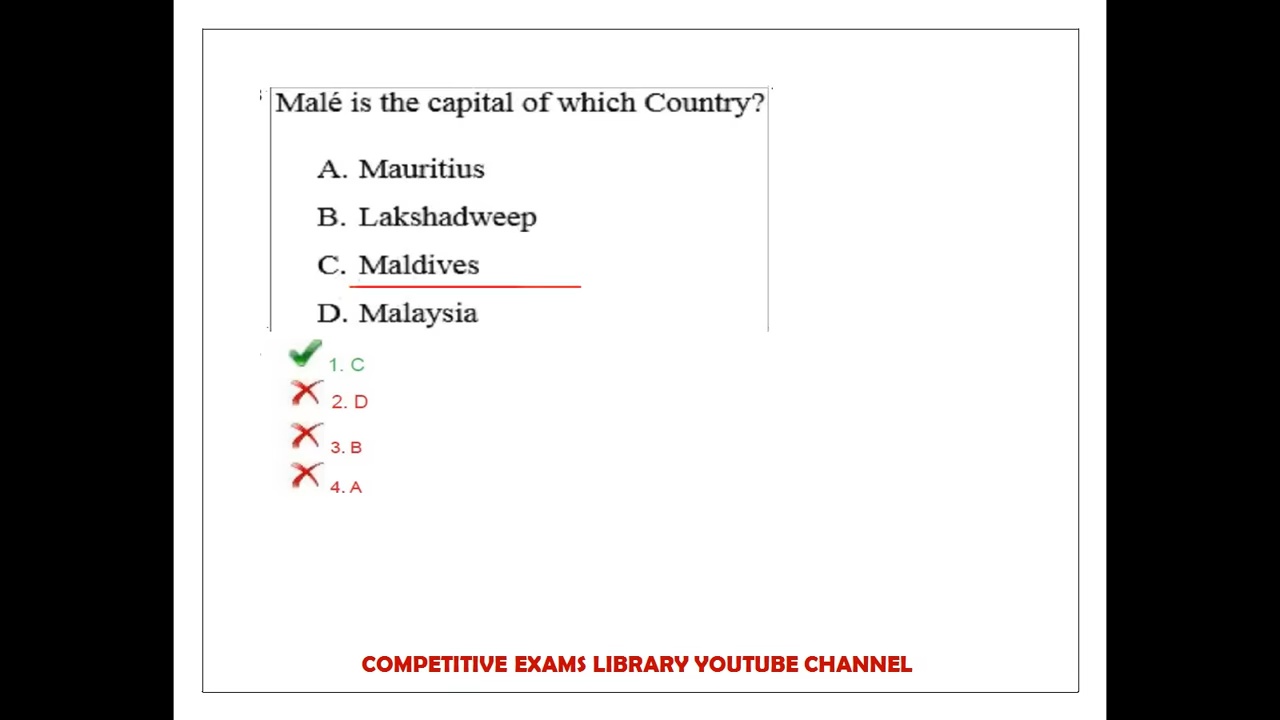 Malé is the capital of which Country?
A. Mauritius
B. Lakshadweep
C. Maldives
D. Malaysia
1. C
2. D
3. B
4. A
COMPETITIVE EXAMS LIBRARY YOUTUBE CHANNEL